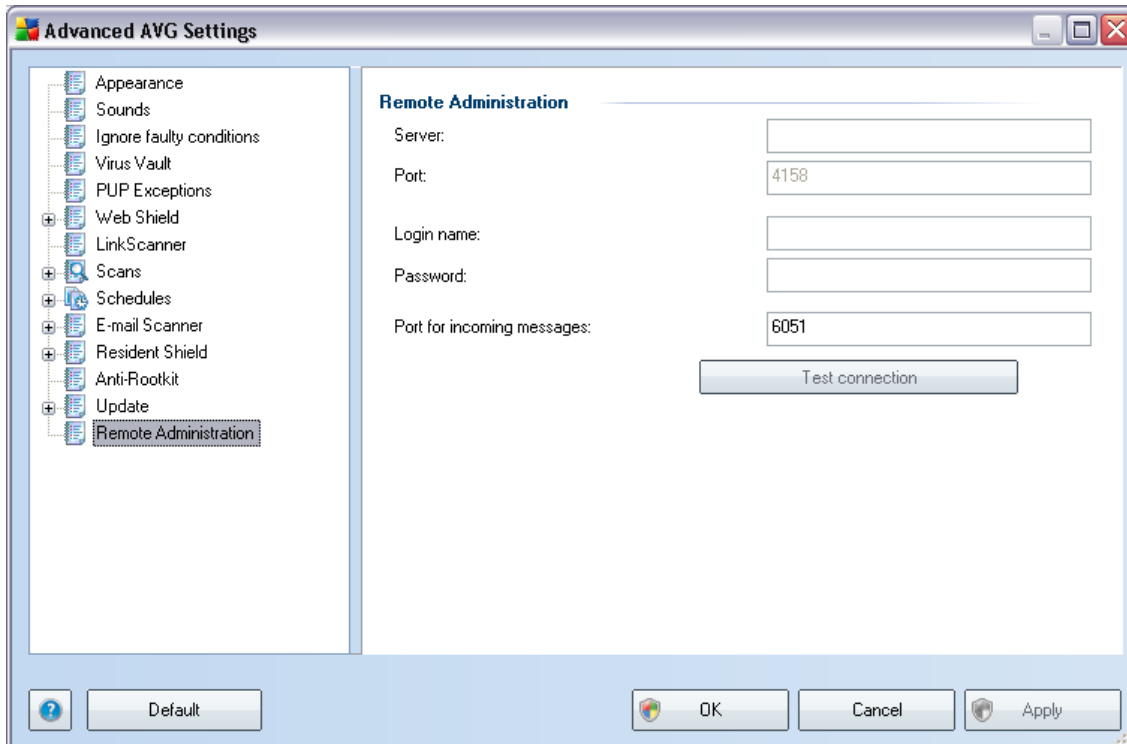 Advanced AVG Settings
Appearance
Sounds
Ignore faulty conditions
Virus Vault
PUP Exceptions
Web Shield
LinkScanner
Scans
Schedules
E-mail Scanner
Resident Shield
Anti-Rootkit
Update
Remote Administration
Remote Administration
Server:
Port: 4158
Login name:
Password:
Port for incoming messages: 6051
Test connection
? Default OK Cancel Apply